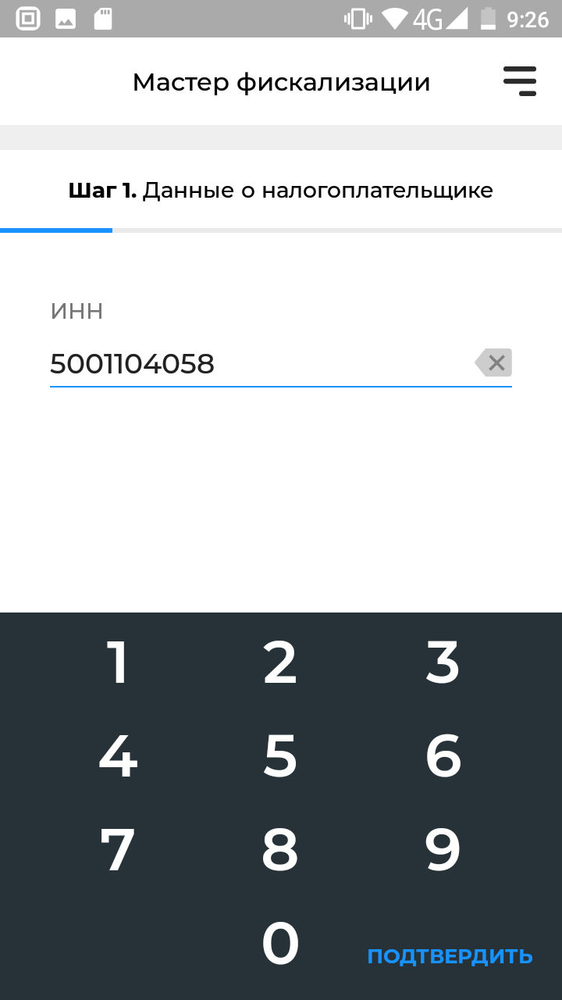 4G 9:26
Мастер фискализации
Шаг 1. Данные о налогоплательщике
ИНН
5001104058
1 2 3
4 5 6
7 8 9
0 ПОДТВЕРДИТЬ